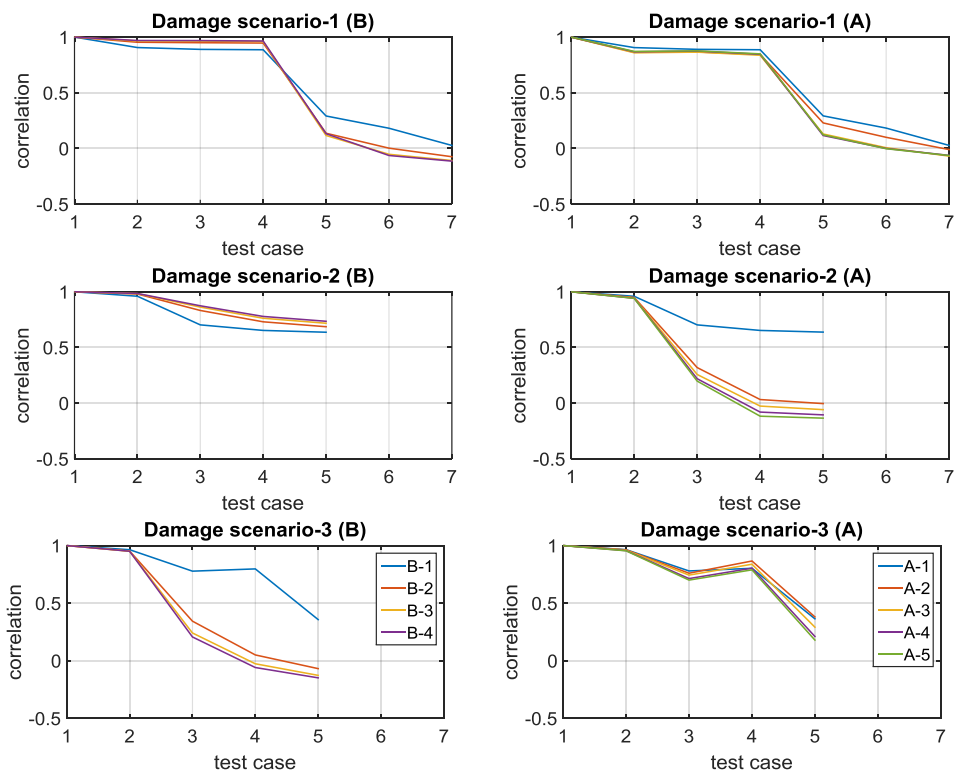 Damage scenario-1 (B)
correlation
1
0.5
0
-0.5
1 2 3 4 5 6 7
test case
Damage scenario-1 (A)
correlation
1
0.5
0
-0.5
1 2 3 4 5 6 7
test case
Damage scenario-2 (B)
correlation
1
0.5
0
-0.5
1 2 3 4 5 6 7
test case
Damage scenario-2 (A)
correlation
1
0.5
0
-0.5
1 2 3 4 5 6 7
test case
Damage scenario-3 (B)
correlation
1
0.5
0
-0.5
B-1
B-2
B-3
B-4
1 2 3 4 5 6 7
test case
Damage scenario-3 (A)
correlation
1
0.5
0
-0.5
A-1
A-2
A-3
A-4
A-5
1 2 3 4 5 6 7
test case